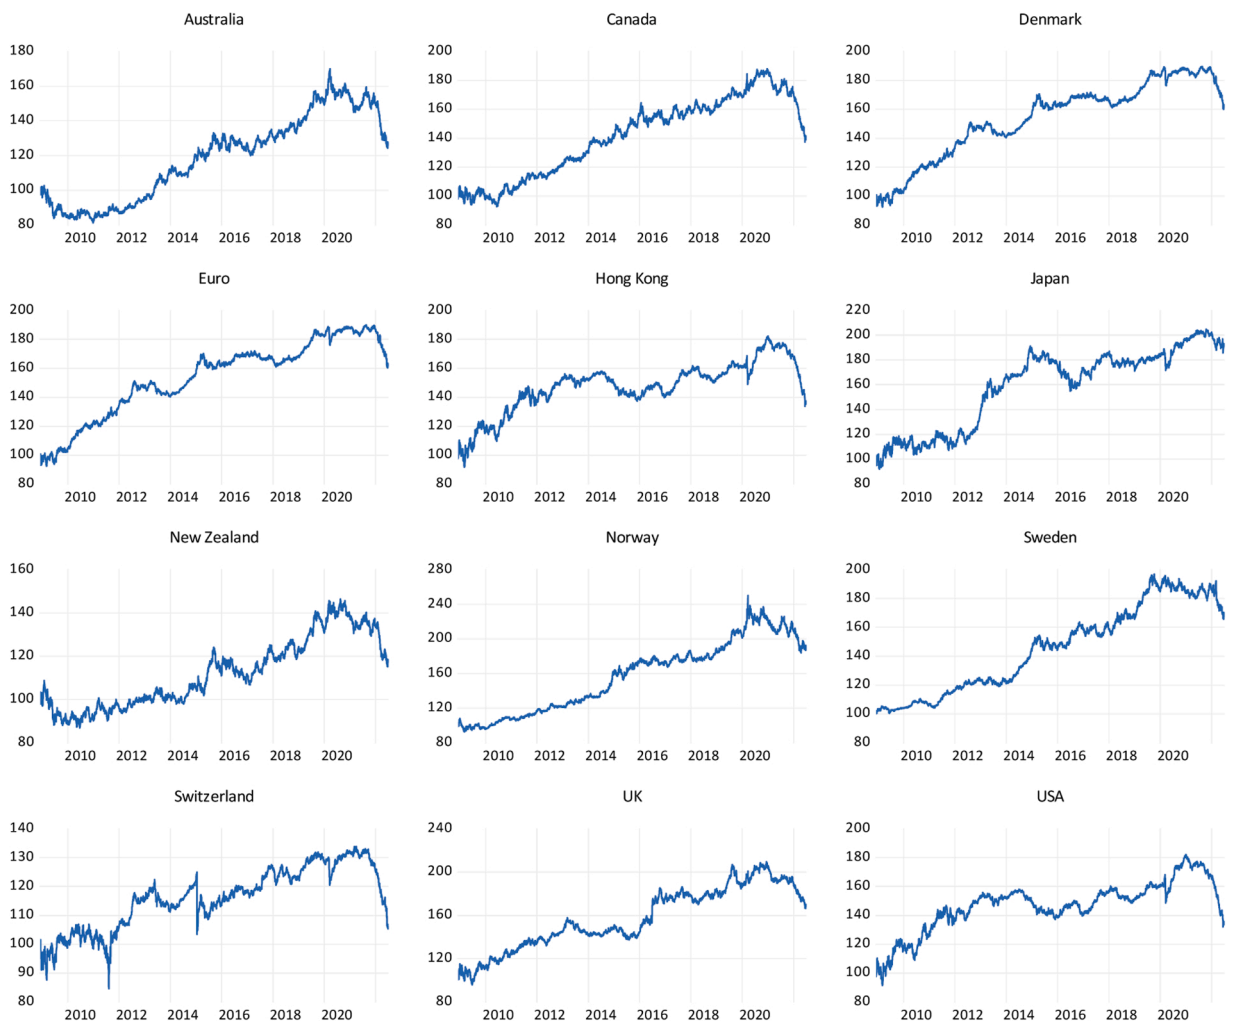 Australia Canada Denmark
180 200 200
160 180 180
140 160 160
120 140 140
100 120 120
80 100 100
80 80
2010 2012 2014 2016 2018 2020 2010 2012 2014 2016 2018 2020 2010 2012 2014 2016 2018 2020
Euro Hong Kong Japan
200 200 220
180 180 200
160 160 180
140 140 160
120 120 140
100 100 120
80 80 100
80
2010 2012 2014 2016 2018 2020 2010 2012 2014 2016 2018 2020 2010 2012 2014 2016 2018 2020
New Zealand Norway Sweden
160 280 200
140 240 180
120 200 160
100 160 140
80 120 120
80 100
80
2010 2012 2014 2016 2018 2020 2010 2012 2014 2016 2018 2020 2010 2012 2014 2016 2018 2020
Switzerland UK USA
140 240 200
130 200 180
120 160 160
110 120 140
100 80 120
90 100
80 80
2010 2012 2014 2016 2018 2020 2010 2012 2014 2016 2018 2020 2010 2012 2014 2016 2018 2020